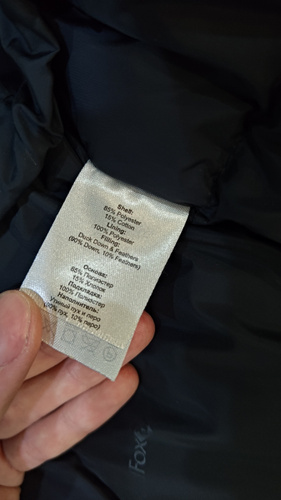 Shell:
85% Polyester
15% Cotton
Lining:
100% Polyester
Filling:
Duck Down & Feathers
(90% Down, 10% Feathers)
Основа:
85% Полиэстер
15% Хлопок
Подкладка:
100% Полиэстер
Наполнитель:
Утиный пух и перо
пух, 10% перо)
Fox